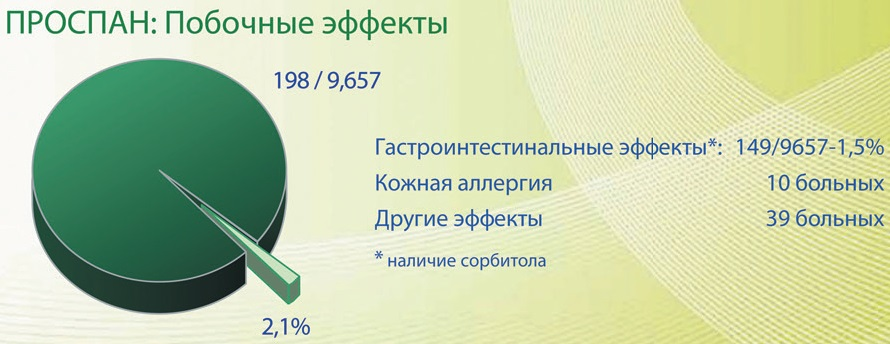 ПРОСПАН: Побочные эффекты
198 / 9,657
Гастроинтестинальные эффекты*: 149/9657-1,5%
Кожная аллергия 10 больных
Другие эффекты 39 больных
* наличие сорбитола
2,1%